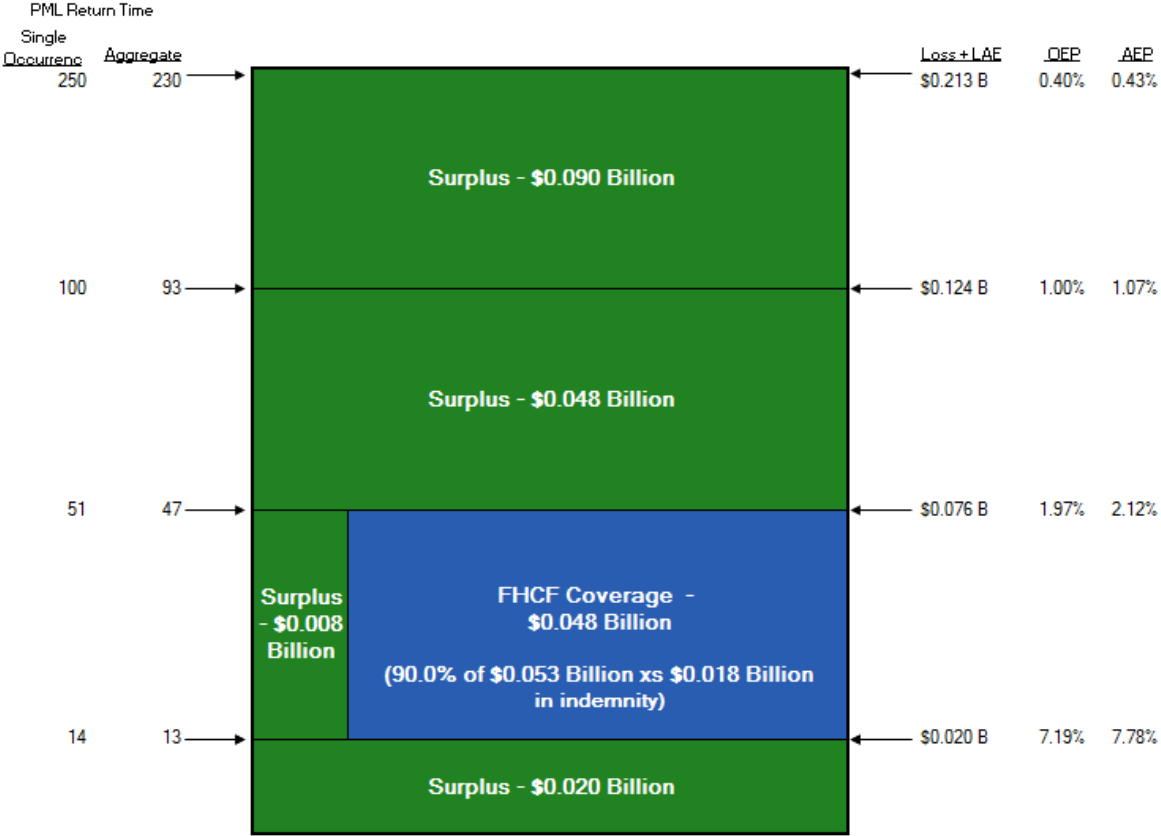 PML Return Time
Single
Occurrenc Aggregate Loss + LAE OEP AEP
250 230 $0.213 B 0.40% 0.43%
Surplus - $0.090 Billion
100 93 $0.124 B 1.00% 1.07%
Surplus - $0.048 Billion
51 47 $0.076 B 1.97% 2.12%
Surplus
- $0.008
Billion
FHCF Coverage -
$0.048 Billion
(90.0% of $0.053 Billion xs $0.018 Billion
in indemnity)
14 13 $0.020 B 7.19% 7.78%
Surplus - $0.020 Billion